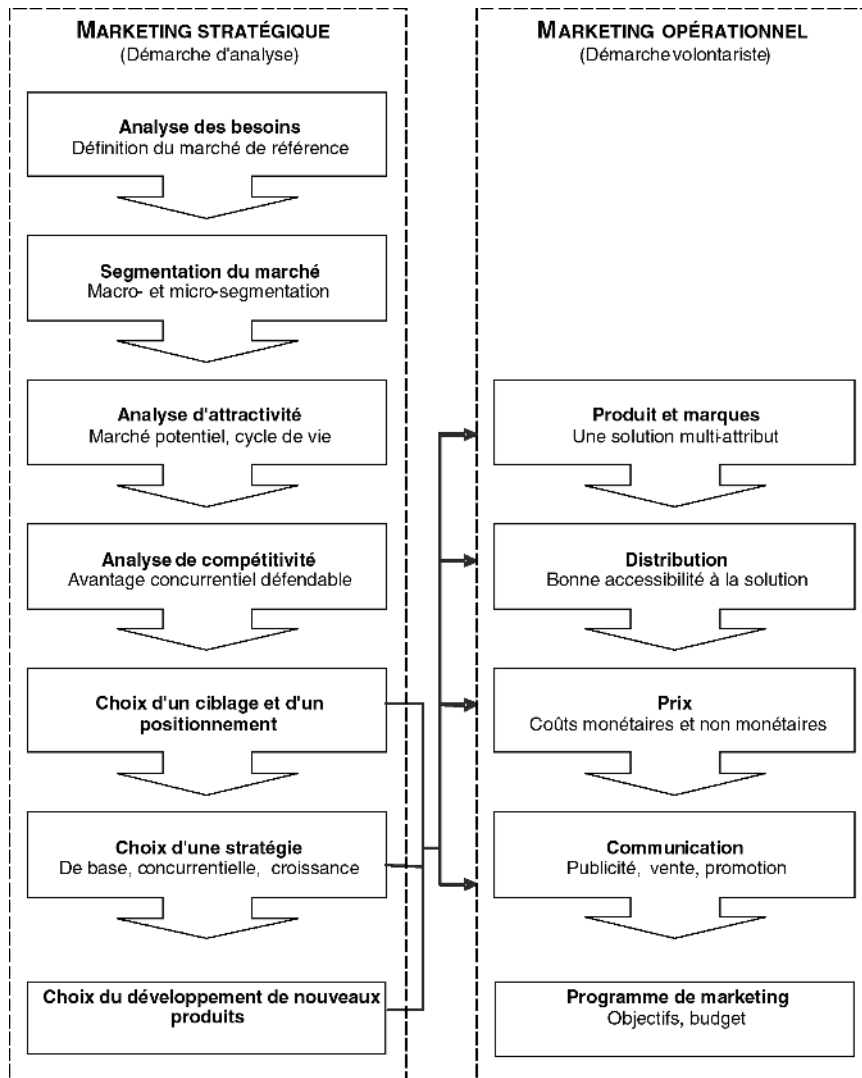 MARKETING STRATÉGIQUE
(Démarche d'analyse)
Analyse des besoins
Définition du marché de référence
Segmentation du marché
Macro- et micro-segmentation
Analyse d'attractivité
Marché potentiel, cycle de vie
Analyse de compétitivité
Avantage concurrentiel défendable
Choix d'un ciblage et d'un
positionnement
Choix d'une stratégie
De base, concurrentielle, croissance
Choix du développement de nouveaux
produits
MARKETING OPÉRATIONNEL
(Démarche volontariste)
Produit et marques
Une solution multi-attribut
Distribution
Bonne accessibilité à la solution
Prix
Coûts monétaires et non monétaires
Communication
Publicité, vente, promotion
Programme de marketing
Objectifs, budget